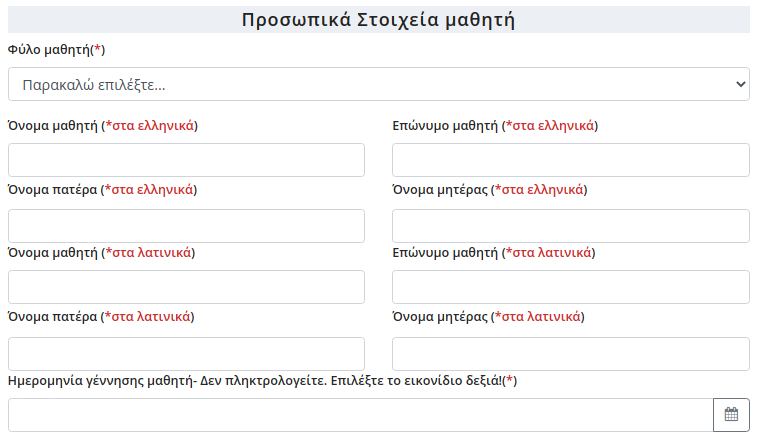 Προσωπικά Στοιχεία μαθητή
Φύλο μαθητή(*)
Παρακαλώ επιλέξτε...
Όνομα μαθητή (*στα ελληνικά) Επώνυμο μαθητή (*στα ελληνικά)
Όνομα πατέρα (*στα ελληνικά) Όνομα μητέρας (*στα ελληνικά)
Όνομα μαθητή (*στα λατινικά) Επώνυμο μαθητή (*στα λατινικά)
Όνομα πατέρα (*στα λατινικά) Όνομα μητέρας (*στα λατινικά)
Ημερομηνία γέννησης μαθητή- Δεν πληκτρολογείτε. Επιλέξτε το εικονίδιο δεξιά!(*)